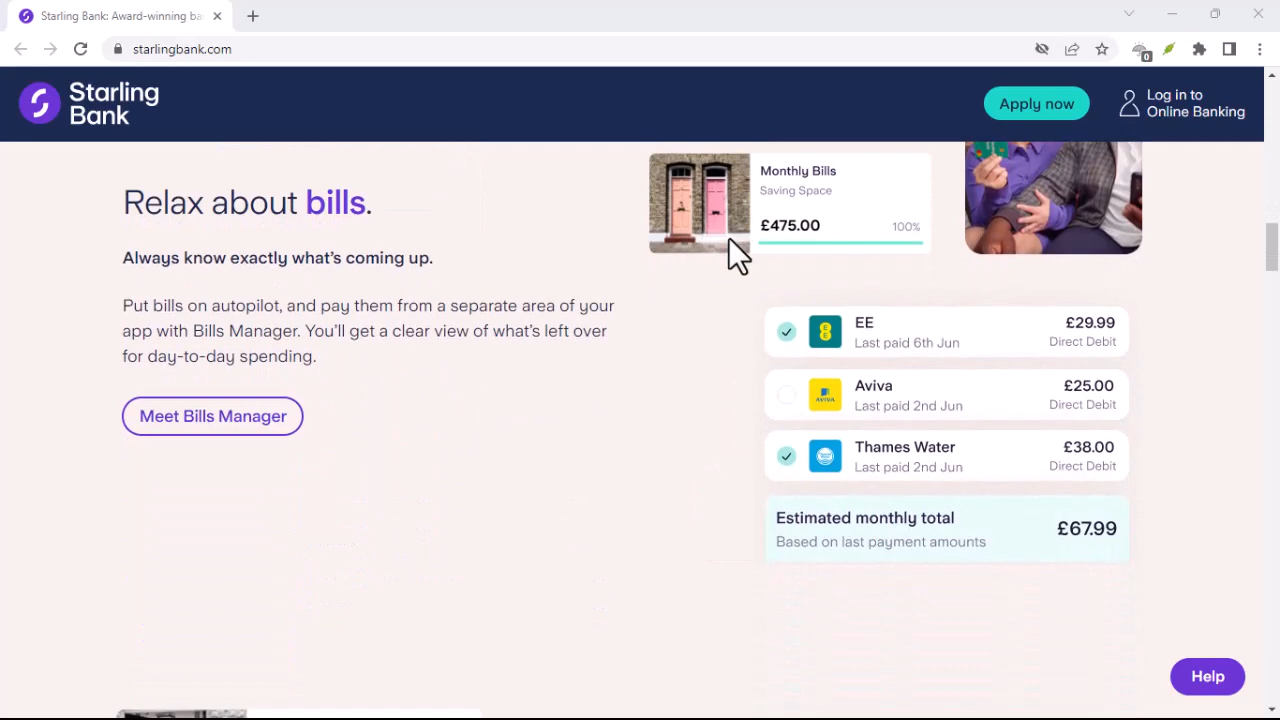 Starling Bank: Award-winning ba
starlingbank.com
0
Starling
Bank
Apply now
Log in to
Online Banking
Relax about bills.
Always know exactly what's coming up.
Put bills on autopilot, and pay them from a separate area of your
app with Bills Manager. You'll get a clear view of what's left over
for day-to-day spending.
Meet Bills Manager
Monthly Bills
Saving Space
£475.00 100%
EE £29.99
Last paid 6th Jun Direct Debit
AVIVA
Aviva £25.00
Last paid 2nd Jun Direct Debit
Thames Water £38.00
Last paid 2nd Jun Direct Debit
Estimated monthly total £67.99
Based on last payment amounts
Help